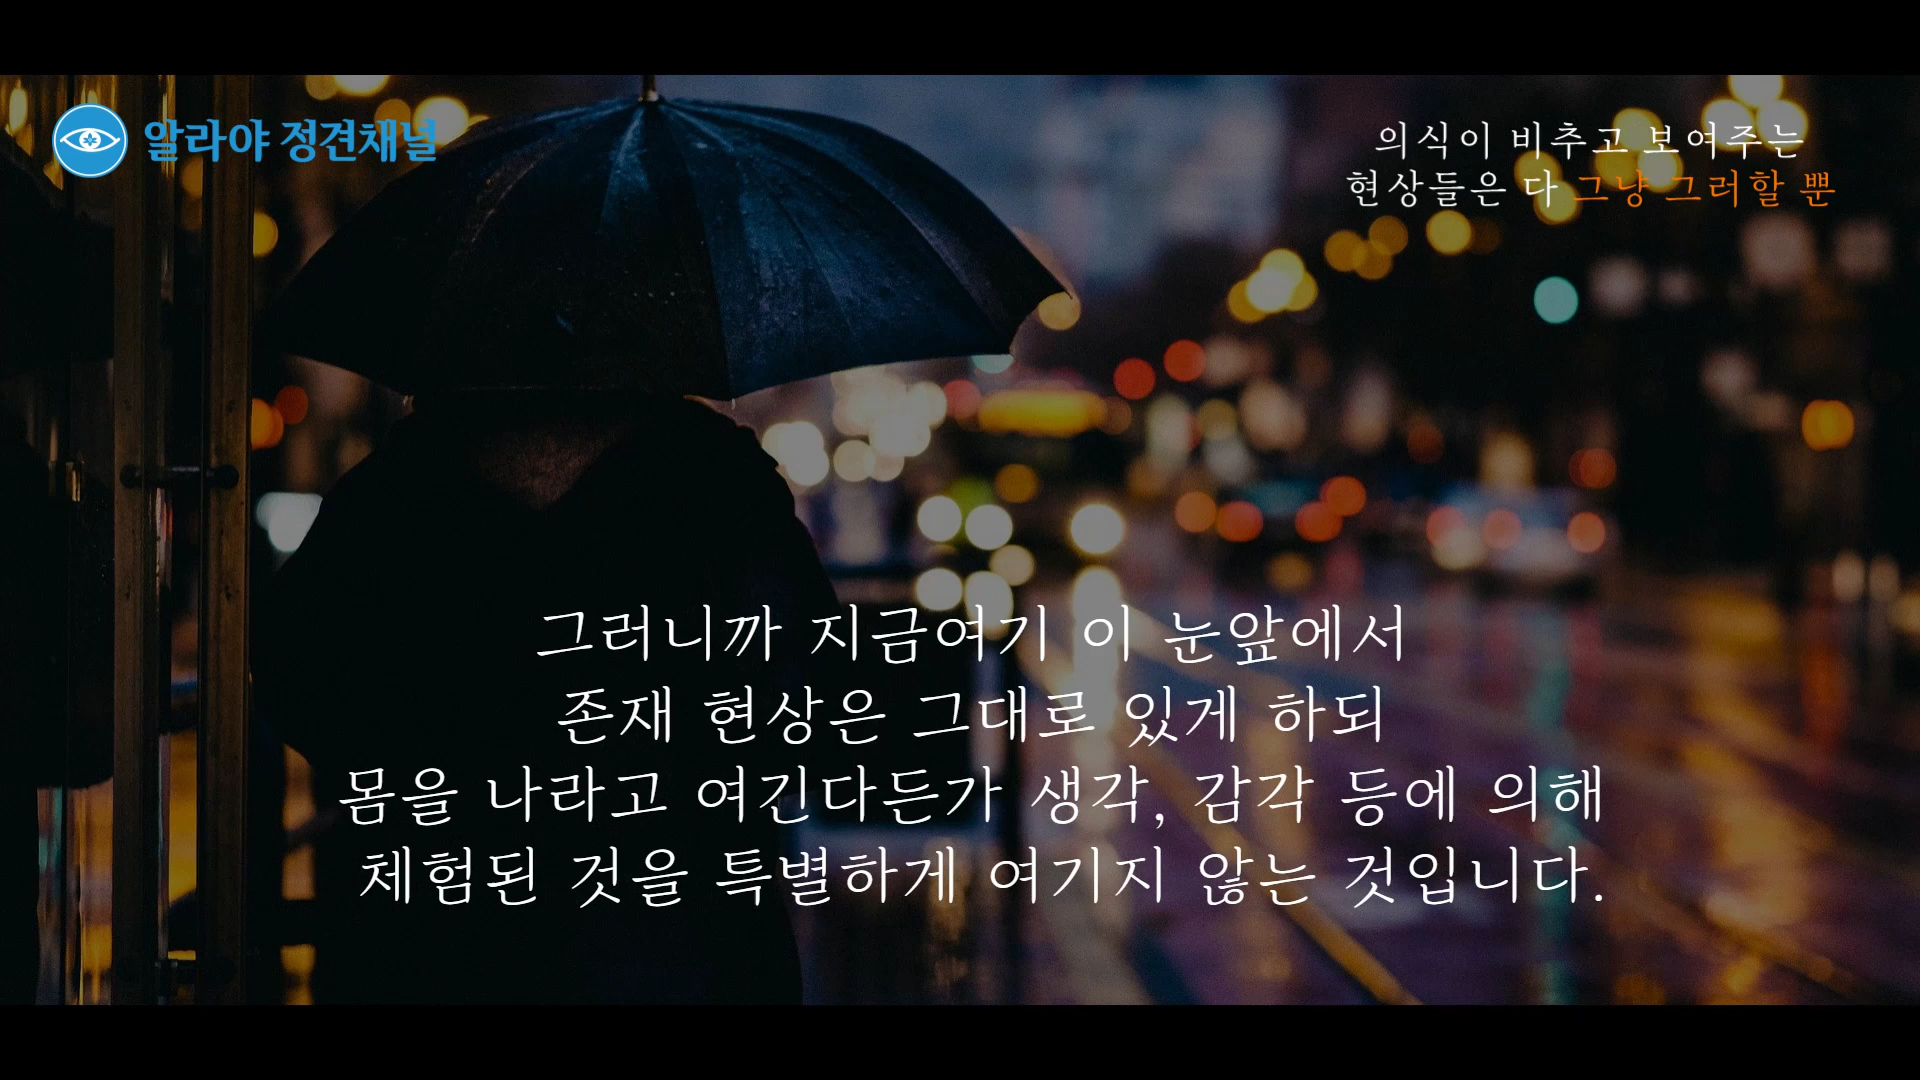 알라야 정견채널
의식이 비추고 보여주는
현상들은 다 그냥 그러할 뿐
그러니까 지금여기 이 눈앞에서
존재 현상은 그대로 있게 하되
몸을 나라고 여긴다든가 생각, 감각 등에 의해
체험된 것을 특별하게 여기지 않는 것입니다.